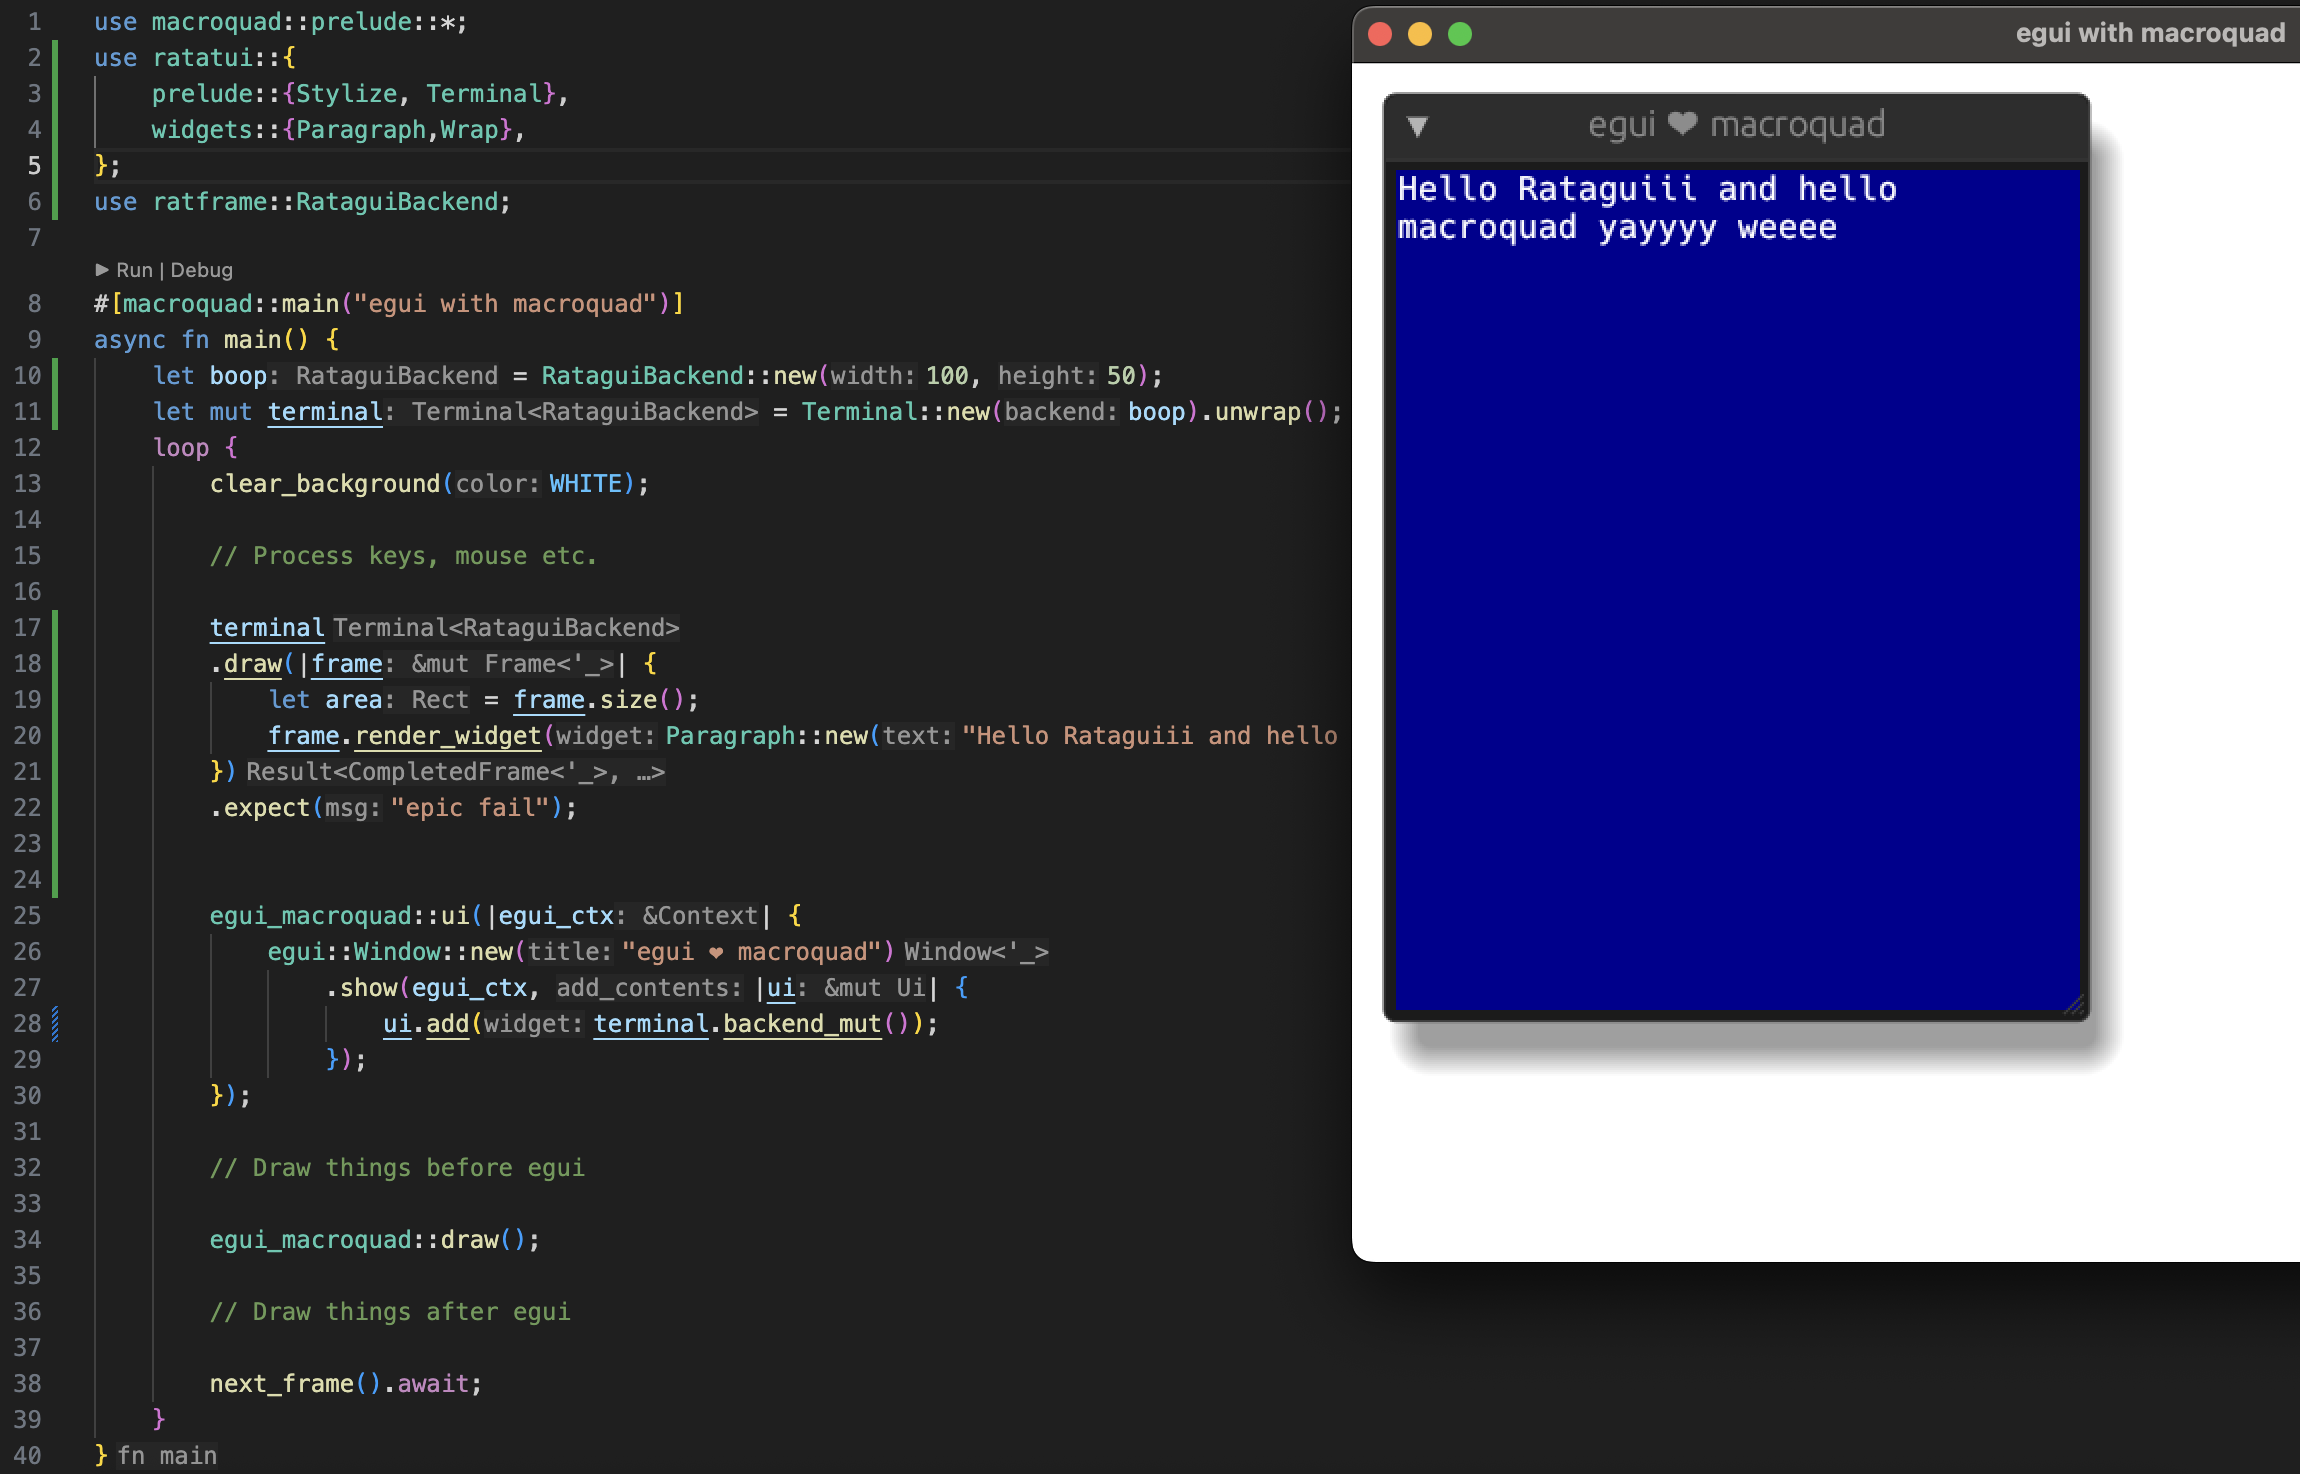 1 use macroquad::prelude::*;
2 use ratatui::{
3 prelude::{Stylize, Terminal},
4 widgets::{Paragraph,Wrap},
5 };
6 use ratframe::RataguiBackend;
7
▶ Run | Debug
8 #[macroquad::main("egui with macroquad")]
9 async fn main() {
10 let boop: RataguiBackend = RataguiBackend::new(width: 100, height: 50);
11 let mut terminal: Terminal<RataguiBackend> = Terminal::new(backend: boop).unwrap();
12 loop {
13 clear_background(color: WHITE);
14
15 // Process keys, mouse etc.
16
17 terminal Terminal<RataguiBackend>
18 .draw(|frame: &mut Frame<'_>| {
19 let area: Rect = frame.size();
20 frame.render_widget(widget: Paragraph::new(text: "Hello Rataguiii and hello
21 }) Result<CompletedFrame<'_>, …>
22 .expect(msg: "epic fail");
23
24
25 egui_macroquad::ui(|egui_ctx: &Context| {
26 egui::Window::new(title: "egui ❤ macroquad") Window<'_>
27 .show(egui_ctx, add_contents: |ui: &mut Ui| {
28 ui.add(widget: terminal.backend_mut());
29 });
30 });
31
32 // Draw things before egui
33
34 egui_macroquad::draw();
35
36 // Draw things after egui
37
38 next_frame().await;
39 }
40 } fn main
egui with macroquad
▼ egui ❤ macroquad
Hello Rataguiii and hello
macroquad yayyyy weeee